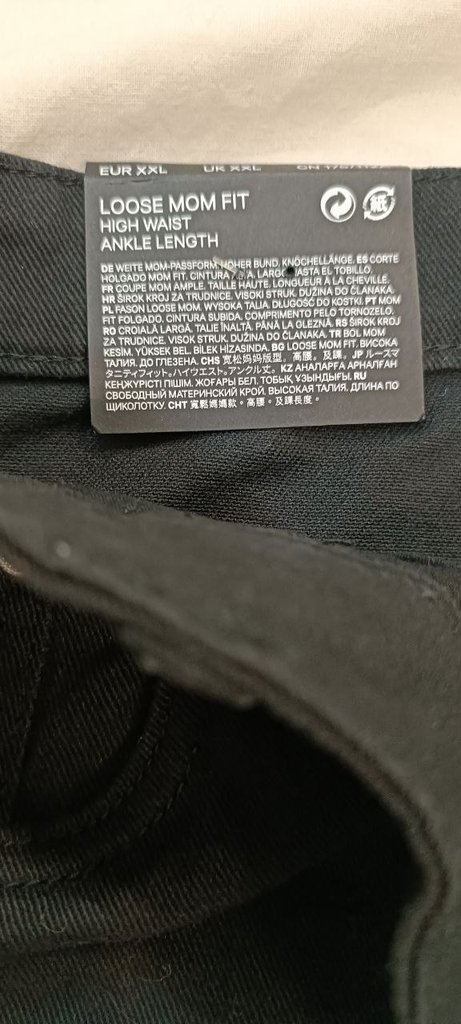 EUR XXL UK XXL
LOOSE MOM FIT
HIGH WAIST
ANKLE LENGTH
紙
DE WEITE MOM-PASSFORM. HOHER BUND. KNÖCHELLÄNGE. ES CORTE
HOLGADO MOM FIT. CINTURA HASTA EL TOBILLO.
FR COUPE MOM AMPLE. TAILLE HAUTE. LONGUEUR À LA CHEVILLE.
HR ŠIROK KROJ ZA TRUDNICE. VISOKI STRUK. DUŽINA DO ČLANAKA.
PL FASON LOOSE MOM. WYSOKA TALIA. DŁUGOŚĆ DO KOSTKI. PT MOM
FIT FOLGADO. CINTURA SUBIDA. COMPRIMENTO PELO TORNOZELO.
RO CROIALĂ LARGĂ. TALIE ÎNALTĂ. PÂNĂ LA GLEZNĂ. RS ŠIROK KROJ
ZA TRUDNICE. VISOK STRUK. DUŽINA DO ČLANAKA. TR BOL MOM
KESİM. YÜKSEK BEL. BİLEK HİZASINDA. BG LOOSE MOM FIT. ВИСОКА
ТАЛИЯ. ДО ГЛЕЗЕНА. CHS 宽松妈妈版型。高腰。及踝。JP ルースマ
タニティフィット。ハイウエスト。アンクル丈。 KZ АНАЛАРҒА АРНАЛҒАН
КЕҢЖҮРІСТІ ПІШІМ. ЖОҒАРЫ БЕЛ. ТОБЫҚ ҰЗЫНДЫҒЫ. RU
СВОБОДНЫЙ МАТЕРИНСКИЙ КРОЙ. ВЫСОКАЯ ТАЛИЯ. ДЛИНА ПО
ЩИКОЛОТКУ. CHT 寬鬆媽媽款。高腰。及踝長度。